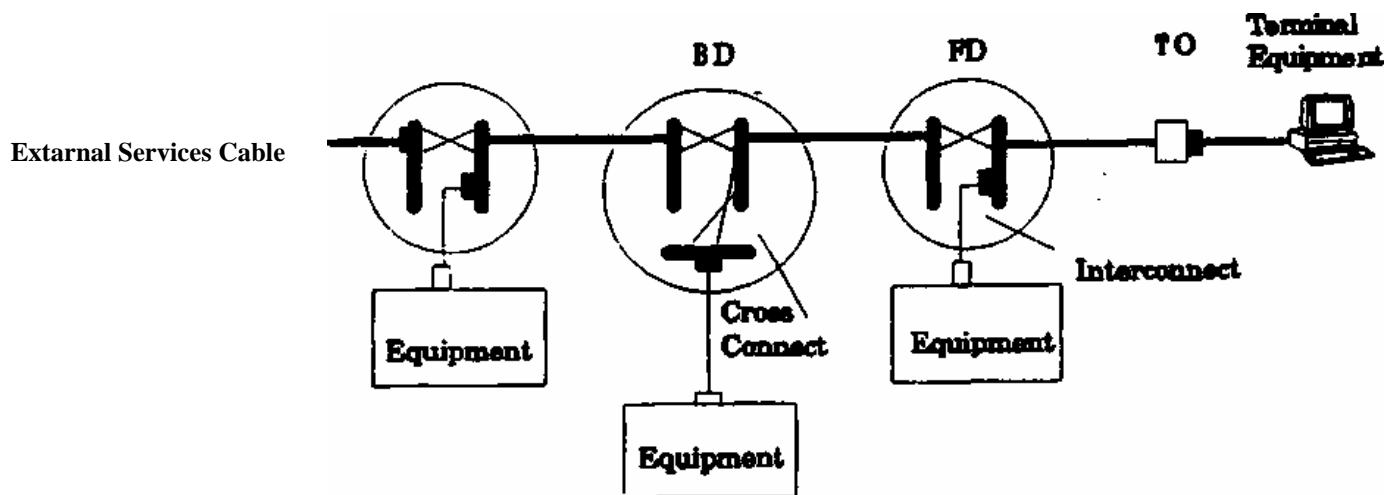 BD
FD
TO
Terminal
Equipment
Extarnal Services Cable
Interconnect
Cross
Connect
Equipment
Equipment
Equipment